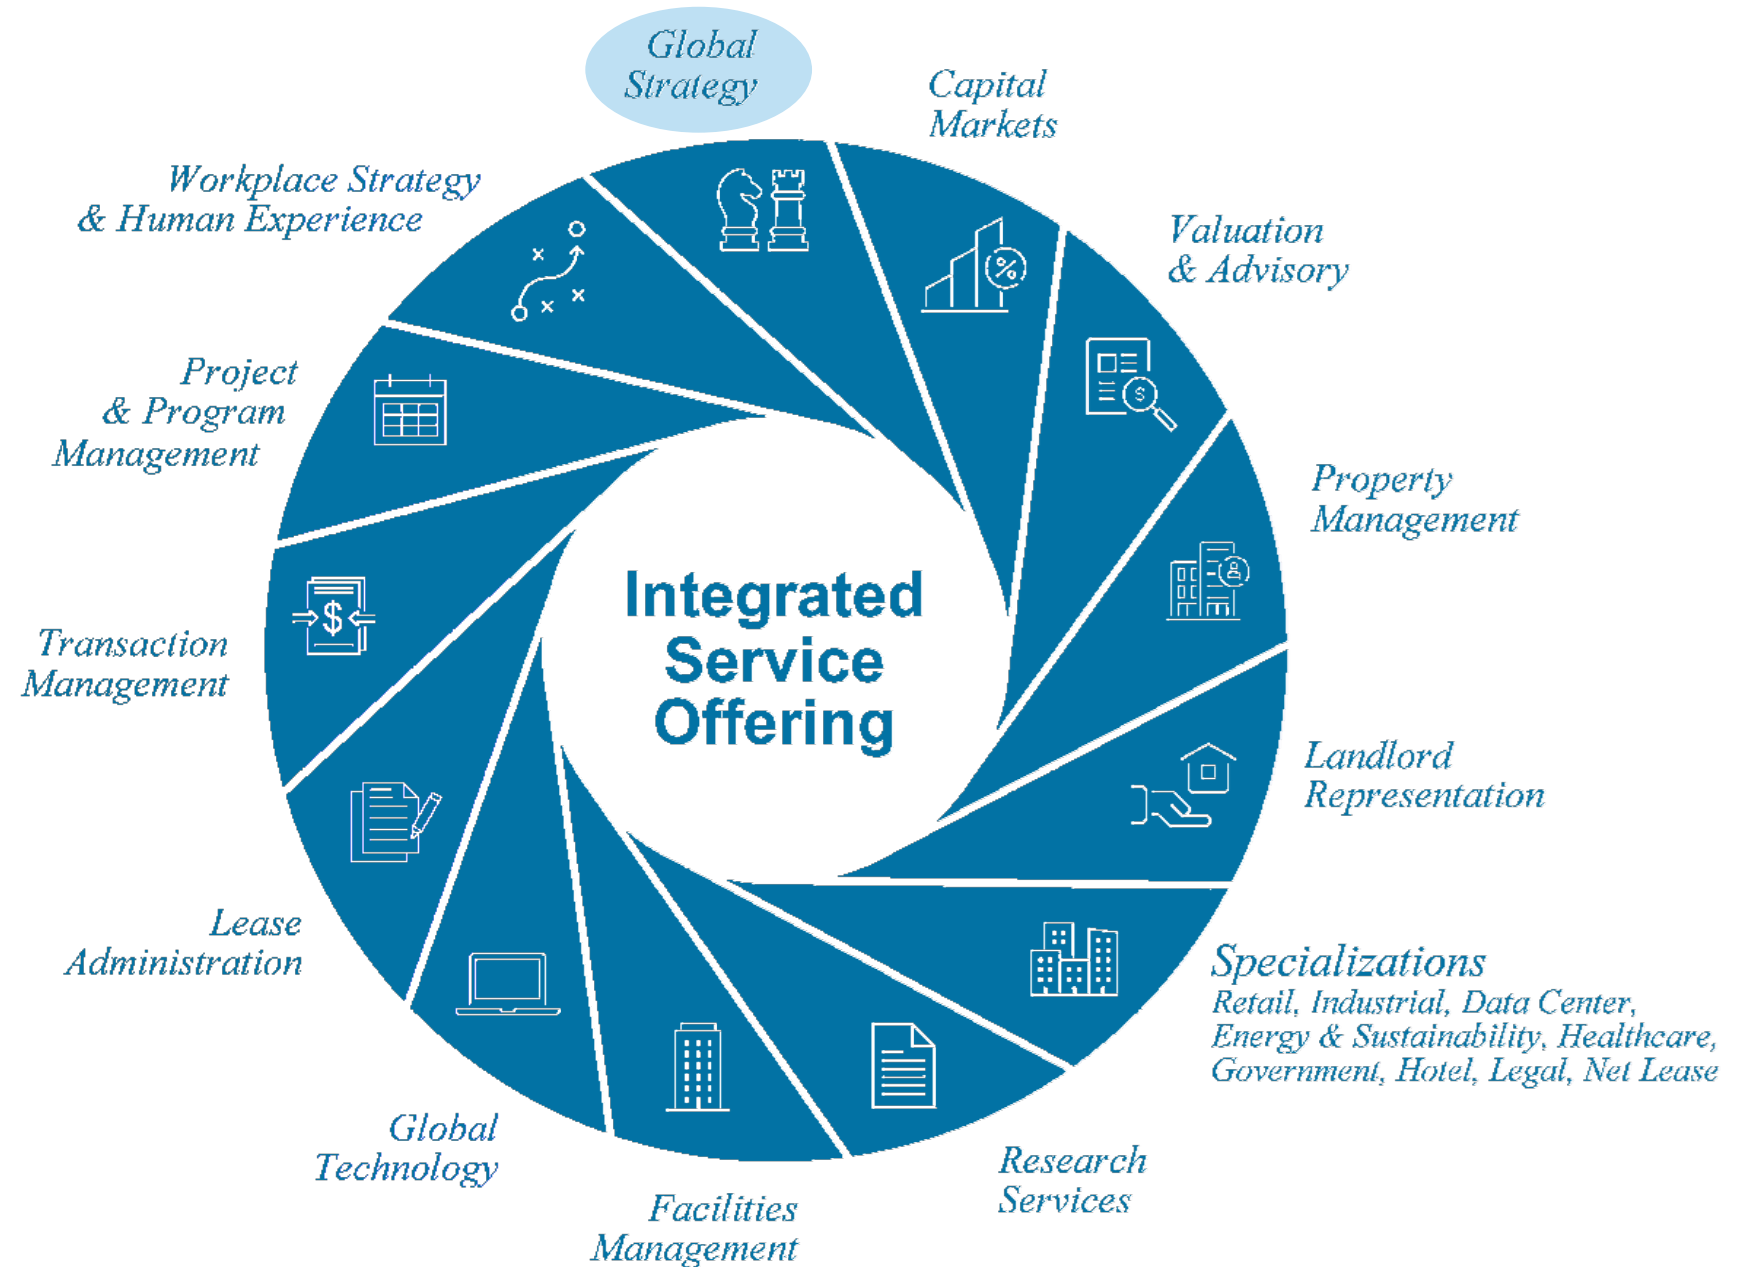 Global
Strategy
Capital
Markets
Workplace Strategy
& Human Experience
Valuation
& Advisory
Project
& Program
Management
Property
Management
Integrated
Service
Offering
Transaction
Management
Landlord
Representation
Lease
Administration
Specializations
Retail, Industrial, Data Center,
Energy & Sustainability, Healthcare,
Government, Hotel, Legal, Net Lease
Global
Technology
Research
Services
Facilities
Management
%
$
$